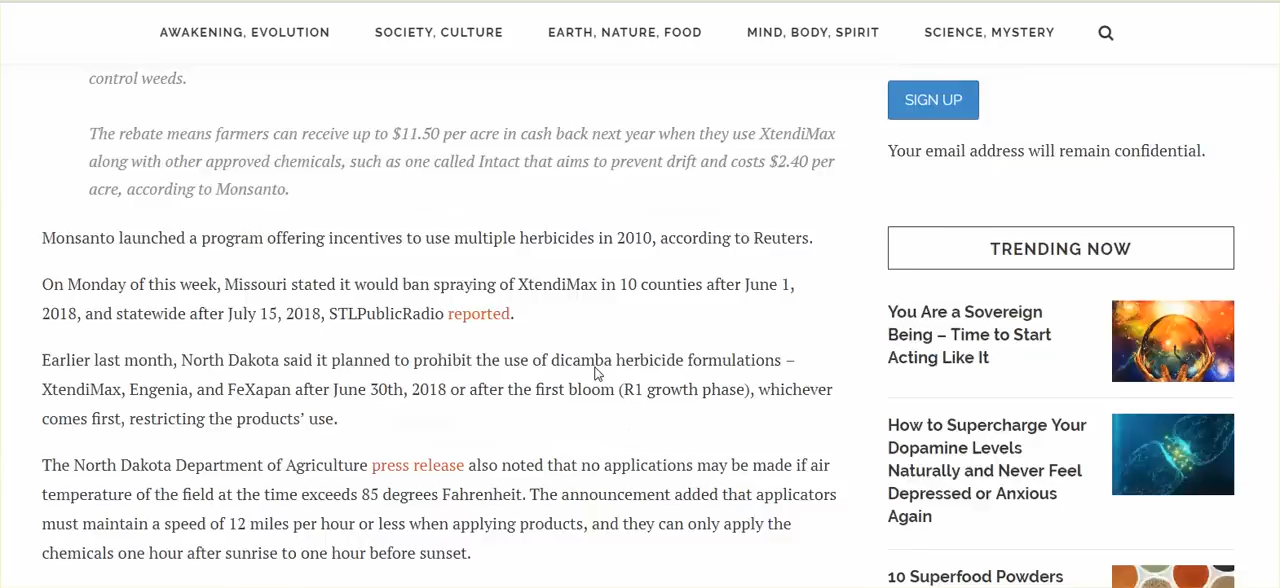 AWAKENING, EVOLUTION SOCIETY, CULTURE EARTH, NATURE, FOOD MIND, BODY, SPIRIT SCIENCE, MYSTERY
control weeds.
The rebate means farmers can receive up to $11.50 per acre in cash back next year when they use XtendiMax
along with other approved chemicals, such as one called Intact that aims to prevent drift and costs $2.40 per
acre, according to Monsanto.
Monsanto launched a program offering incentives to use multiple herbicides in 2010, according to Reuters.
On Monday of this week, Missouri stated it would ban spraying of XtendiMax in 10 counties after June 1,
2018, and statewide after July 15, 2018, STLPublicRadio reported.
Earlier last month, North Dakota said it planned to prohibit the use of dicamba herbicide formulations –
XtendiMax, Engenia, and FeXapan after June 30th, 2018 or after the first bloom (R1 growth phase), whichever
comes first, restricting the products’ use.
The North Dakota Department of Agriculture press release also noted that no applications may be made if air
temperature of the field at the time exceeds 85 degrees Fahrenheit. The announcement added that applicators
must maintain a speed of 12 miles per hour or less when applying products, and they can only apply the
chemicals one hour after sunrise to one hour before sunset.
SIGN UP
Your email address will remain confidential.
TRENDING NOW
You Are a Sovereign
Being – Time to Start
Acting Like It
How to Supercharge Your
Dopamine Levels
Naturally and Never Feel
Depressed or Anxious
Again
10 Superfood Powders